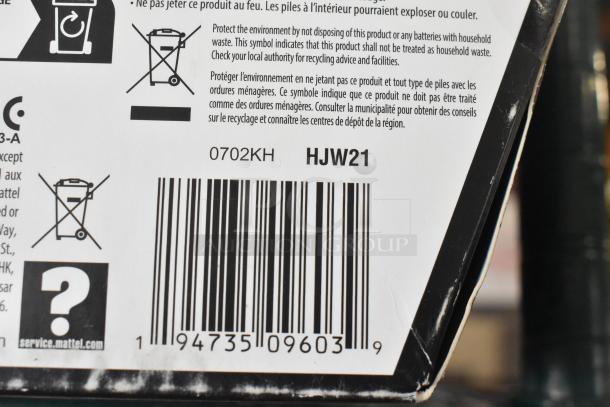 • Ne pas jeter ce produit au feu. Les piles à l'intérieur pourraient exploser ou couler.
Protect the environment by not disposing of this product or any batteries with household
waste. This symbol indicates that this product shall not be treated as household waste.
Check your local authority for recycling advice and facilities.
Protéger l'environnement en ne jetant pas ce produit et tout type de piles avec les
ordures ménagères. Ce symbole indique que ce produit ne doit pas être traité
comme des ordures ménagères. Consulter la municipalité pour obtenir des conseils
sur le recyclage et connaître les centres de dépôt de la région.
3-A
0702KH HJW21
xcept
aux
attel
ed or
Way,
St.,
HK,
sar
6.
service.mattel.com
AUCTION GROUP
1 94735 09603 9